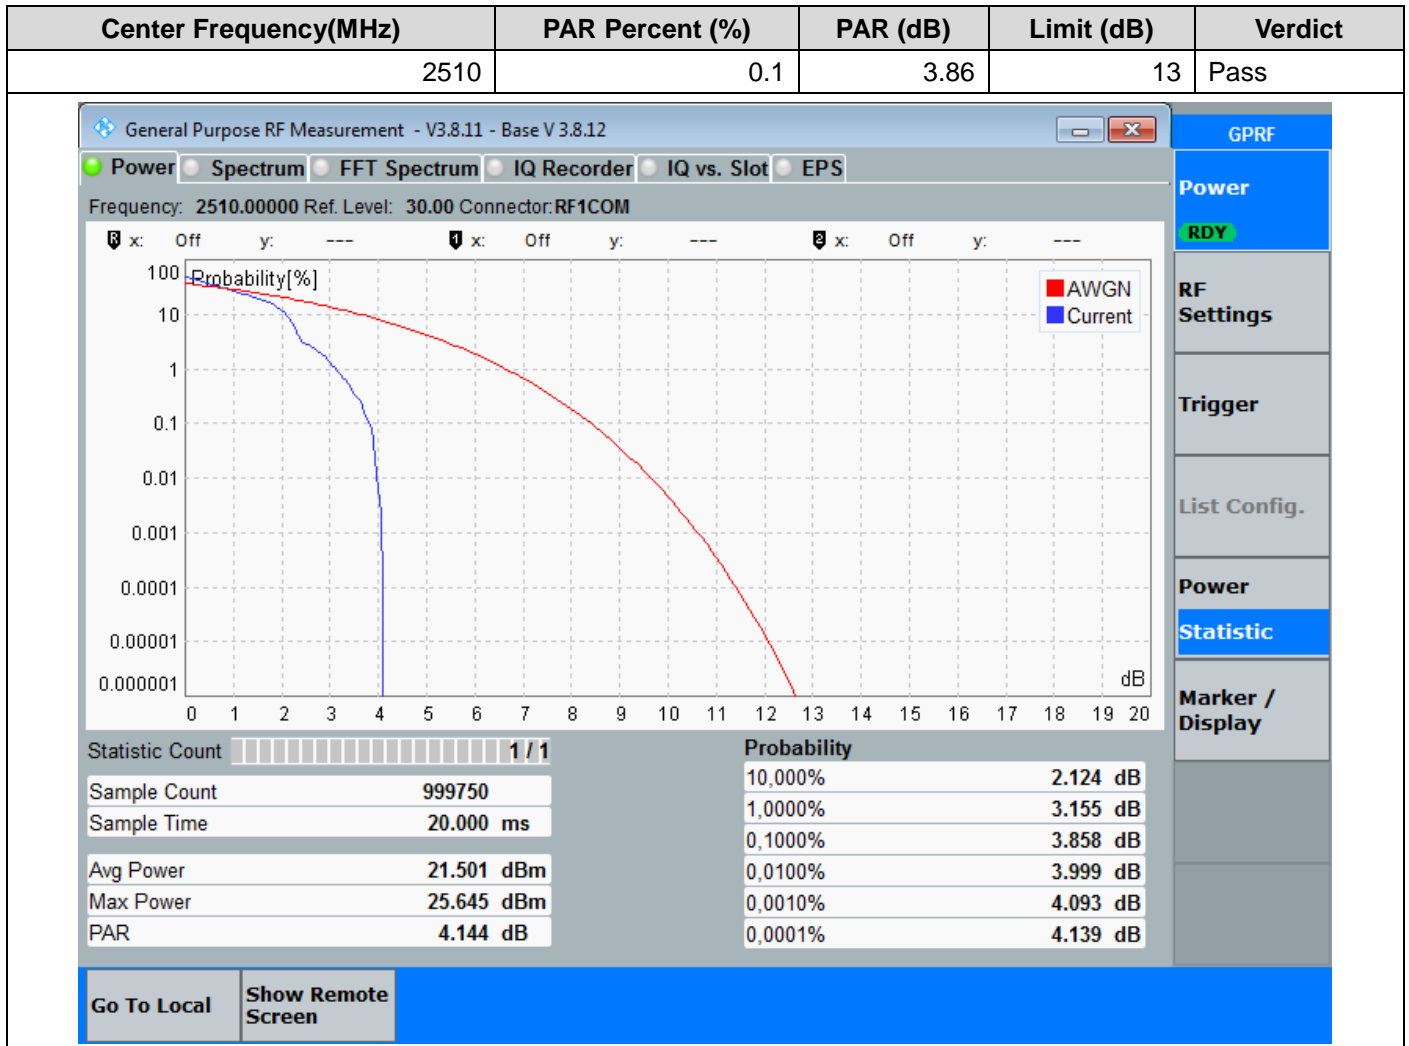 Center Frequency(MHz) PAR Percent (%) PAR (dB) Limit (dB) Verdict
2510 0.1 3.86 13 Pass
General Purpose RF Measurement - V3.8.11 - Base V 3.8.12
GPRF
Power Spectrum FFT Spectrum IQ Recorder IQ vs. Slot EPS
Frequency: 2510.00000 Ref. Level: 30.00 Connector: RF1COM
R x: Off y: --- 1 x: Off y: --- 2 x: Off y: ---
Probability[%]
100
10
1
0.1
0.01
0.001
0.0001
0.00001
0.000001
AWGN
Current
dB
0 1 2 3 4 5 6 7 8 9 10 11 12 13 14 15 16 17 18 19 20
Statistic Count 1 / 1
Sample Count 999750
Sample Time 20.000 ms
Avg Power 21.501 dBm
Max Power 25.645 dBm
PAR 4.144 dB
Probability
10,000% 2.124 dB
1,0000% 3.155 dB
0,1000% 3.858 dB
0,0100% 3.999 dB
0,0010% 4.093 dB
0,0001% 4.139 dB
Power
RDY
RF
Settings
Trigger
List Config.
Power
Statistic
Marker /
Display
Go To Local
Show Remote
Screen